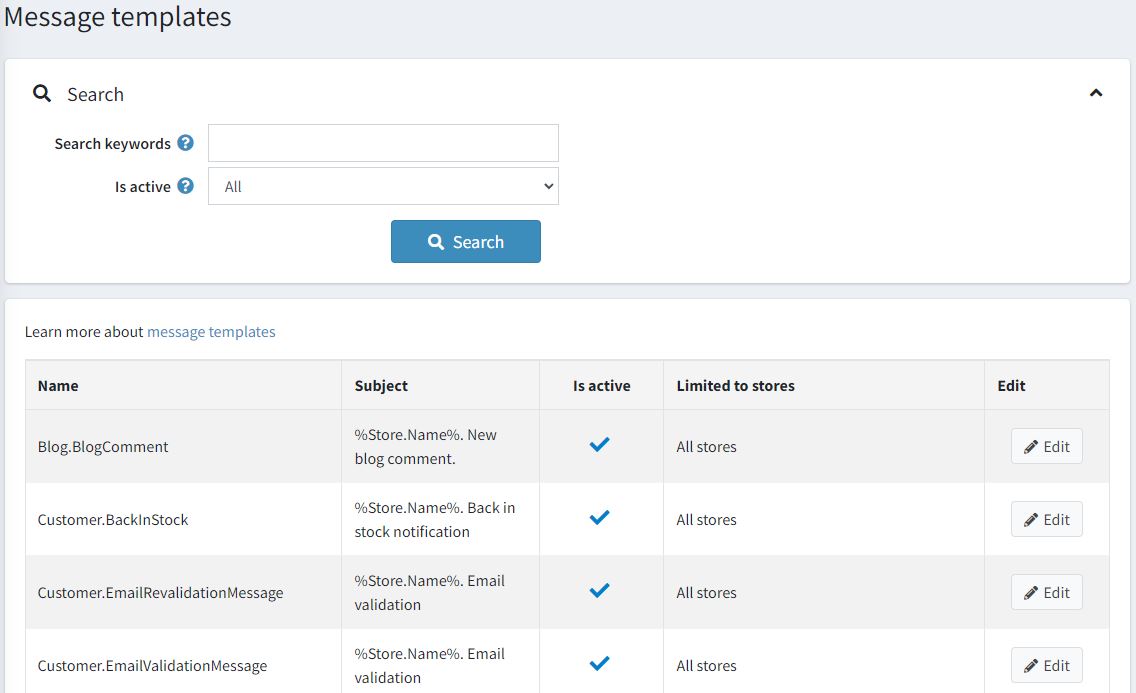 Message templates
Search
Search keywords ?
Is active ?
All
Search
Learn more about message templates
Name Subject Is active Limited to stores Edit
Blog.BlogComment %Store.Name%. New All stores Edit
blog comment.
Customer.BackInStock %Store.Name%. Back in All stores Edit
stock notification
Customer.EmailRevalidationMessage %Store.Name%. Email All stores Edit
validation
Customer.EmailValidationMessage %Store.Name%. Email All stores Edit
validation